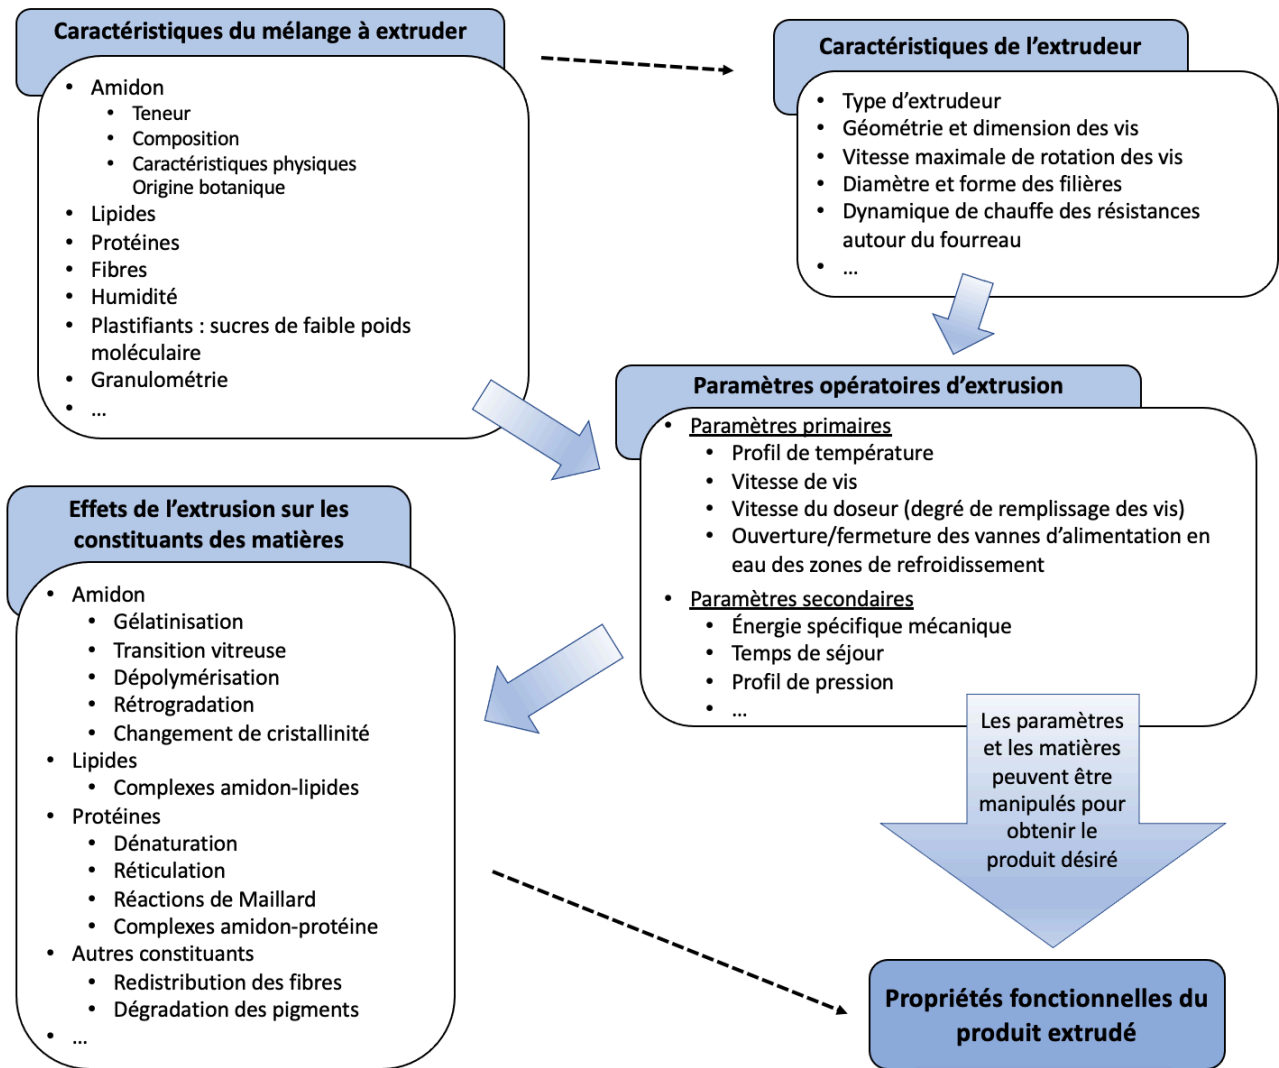 Caractéristiques du mélange à extruder
• Amidon
• Teneur
• Composition
• Caractéristiques physiques
Origine botanique
• Lipides
• Protéines
• Fibres
• Humidité
• Plastifiants : sucres de faible poids
moléculaire
• Granulométrie
• ...
Caractéristiques de l'extrudeur
• Type d'extrudeur
• Géométrie et dimension des vis
• Vitesse maximale de rotation des vis
• Diamètre et forme des filières
• Dynamique de chauffe des résistances
autour du fourreau
• ...
Paramètres opératoires d'extrusion
• Paramètres primaires
• Profil de température
• Vitesse de vis
• Vitesse du doseur (degré de remplissage des vis)
• Ouverture/fermeture des vannes d'alimentation en
eau des zones de refroidissement
• Paramètres secondaires
• Énergie spécifique mécanique
• Temps de séjour
• Profil de pression
• ...
Effets de l'extrusion sur les
constituants des matières
• Amidon
• Gélatinisation
• Transition vitreuse
• Dépolymérisation
• Rétrogradation
• Changement de cristallinité
• Lipides
• Complexes amidon-lipides
• Protéines
• Dénaturation
• Réticulation
• Réactions de Maillard
• Complexes amidon-protéine
• Autres constituants
• Redistribution des fibres
• Dégradation des pigments
• ...
Les paramètres
et les matières
peuvent être
manipulés pour
obtenir le
produit désiré
Propriétés fonctionnelles du
produit extrudé